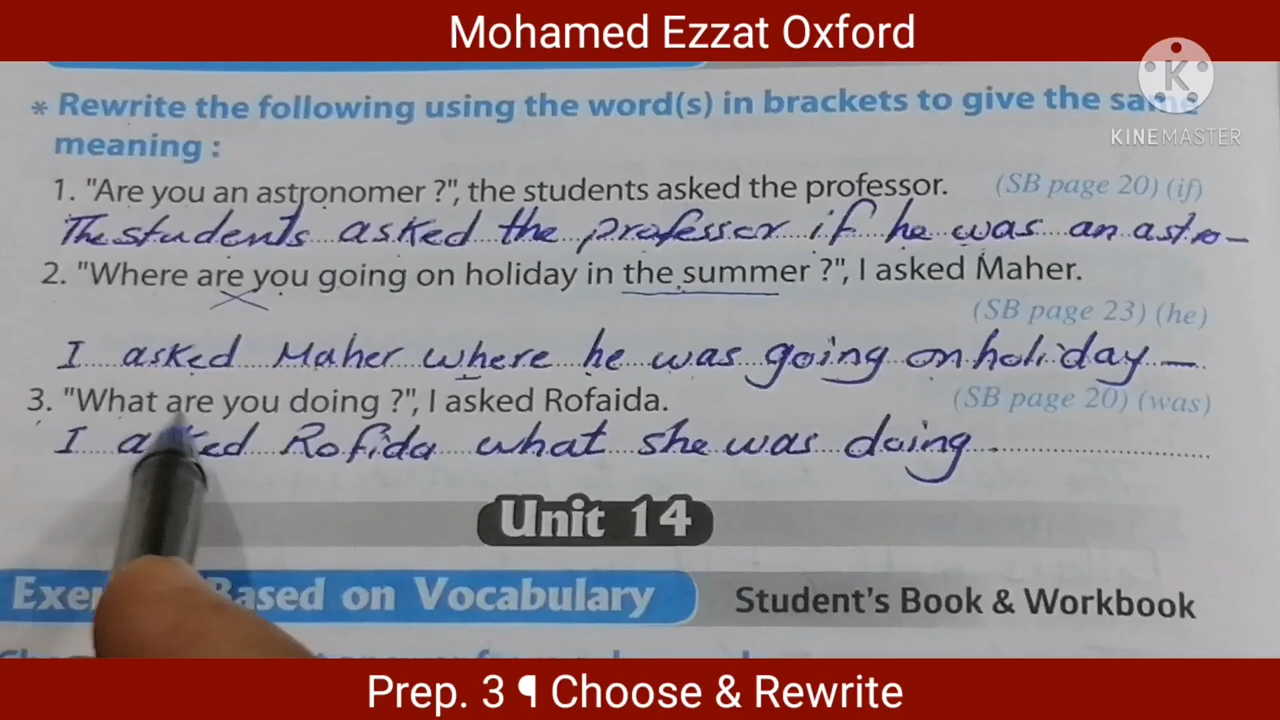 Mohamed Ezzat Oxford
K
KINEMASTER
* Rewrite the following using the word(s) in brackets to give the same
meaning :
1. "Are you an astronomer ?", the students asked the professor. (SB page 20) (if)
The students asked the professor if he was an astro-
2. "Where are you going on holiday in the summer ?", I asked Maher.
(SB page 23) (he)
I asked Maher where he was going on holiday —
3. "What are you doing ?", I asked Rofaida. (SB page 20) (was)
I asked Rofida what she was doing.
Unit 14
Based on Vocabulary Student's Book & Workbook
Prep. 3 ¶ Choose & Rewrite